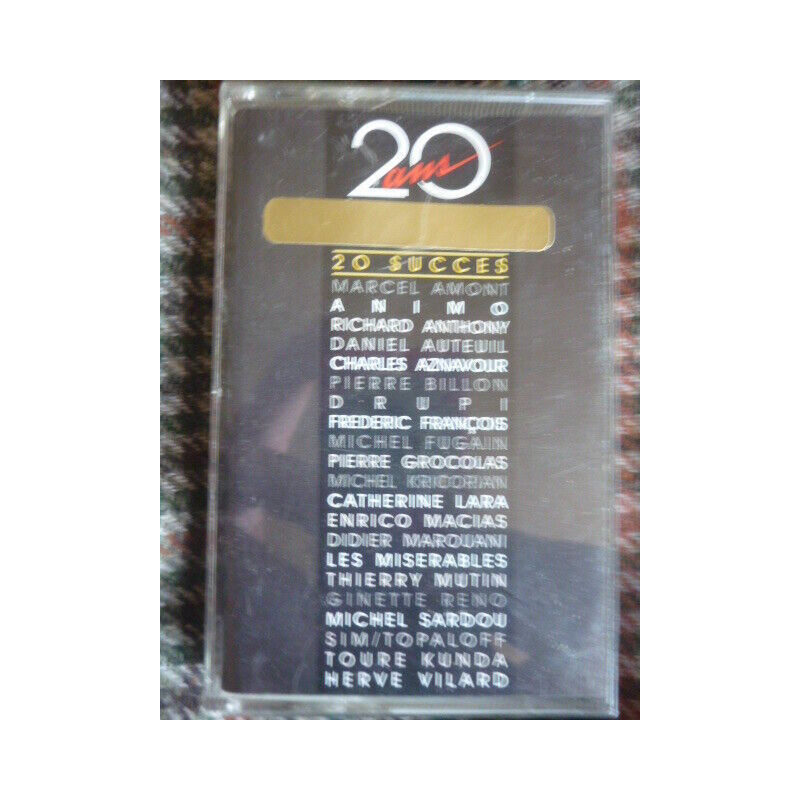 20 ans
20 SUCCES
MARCEL AMONT
ANIMO
RICHARD ANTHONY
DANIEL AUTEUIL
CHARLES AZNAVOUR
PIERRE BILLON
DRUPI
FREDERIC FRANÇOIS
MICHEL FUGAIN
PIERRE GROCOLAS
MICHEL KRICORIAN
CATHERINE LARA
ENRICO MACIAS
DIDIER MAROUANI
LES MISERABLES
THIERRY MUTIN
GINETTE RENO
MICHEL SARDOU
SIM/TOPALOFF
TOURE KUNDA
HERVE VILARD